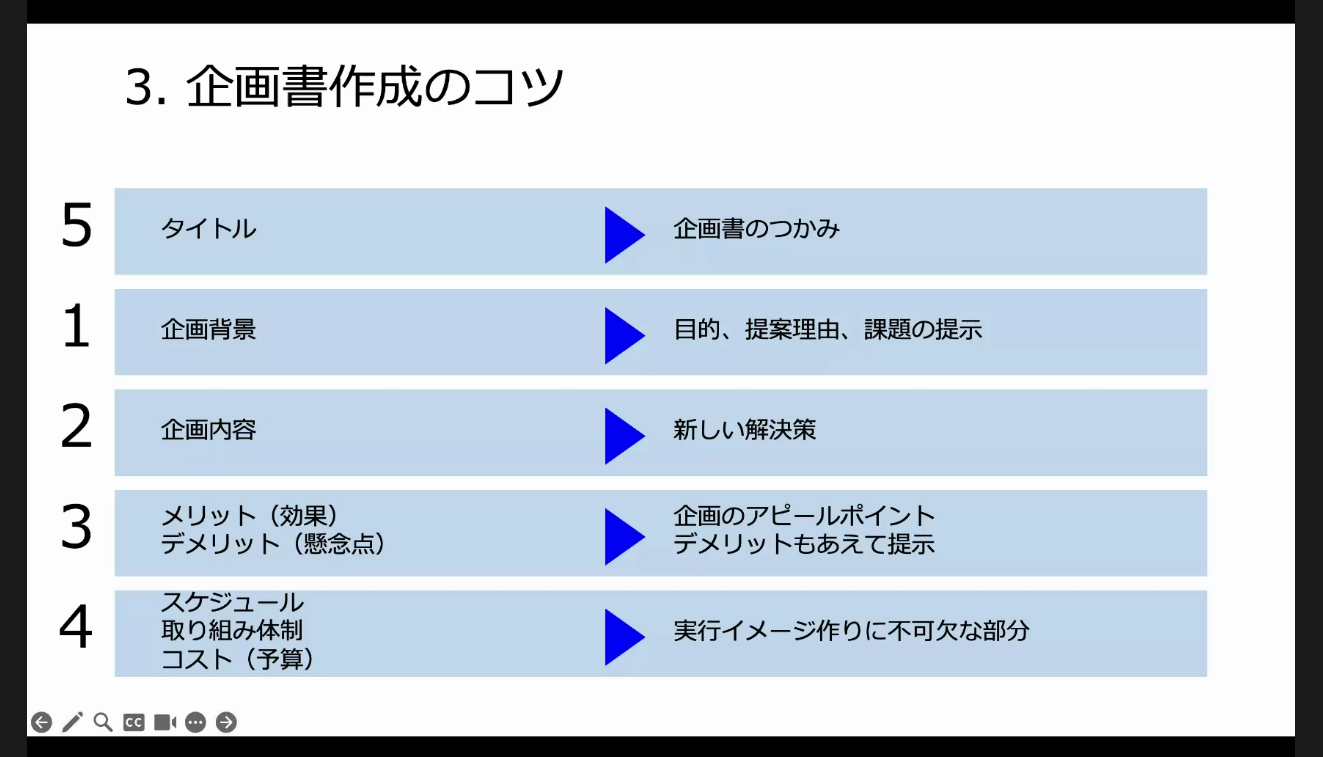 3. 企画書作成のコツ
5
タイトル
企画書のつかみ
1
企画背景
目的、提案理由、課題の提示
2
企画内容
新しい解決策
3
メリット（効果）
デメリット（懸念点）
企画のアピールポイント
デメリットもあえて提示
4
スケジュール
取り組み体制
コスト（予算）
実行イメージ作りに不可欠な部分
CC